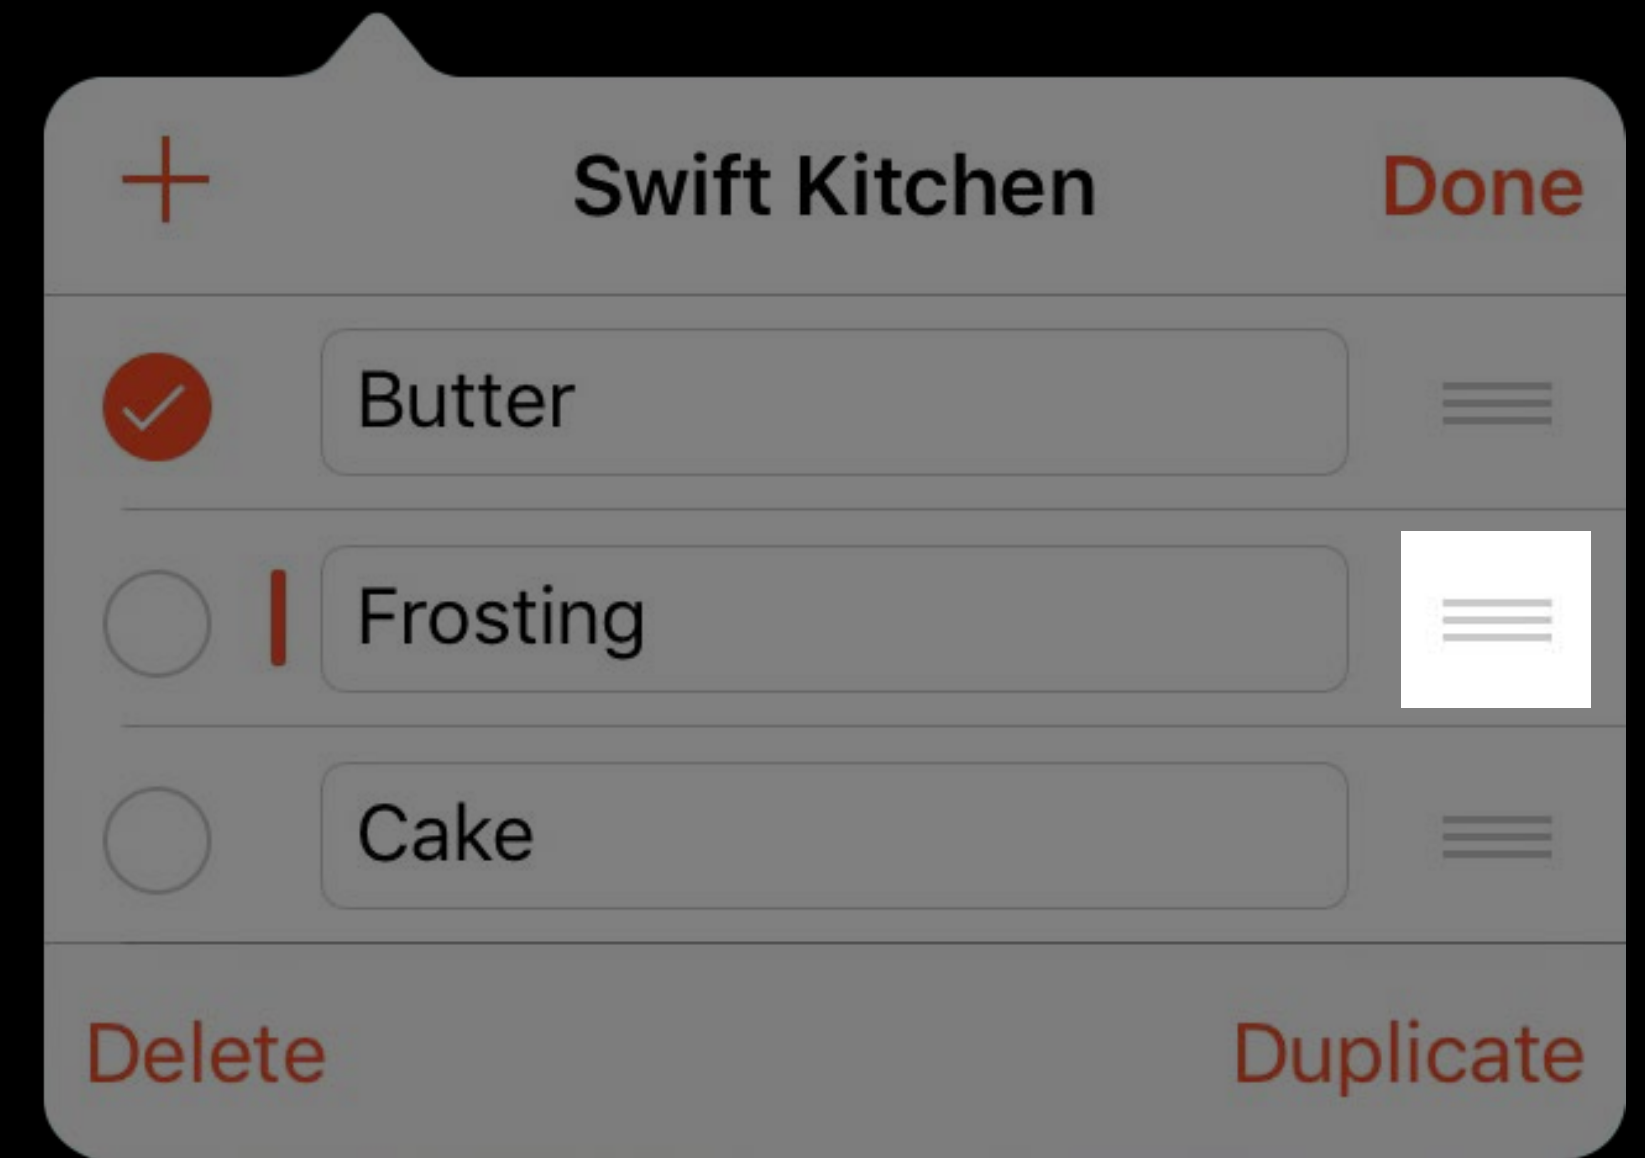 Swift Kitchen Done
Butter
Frosting
Cake
Delete Duplicate